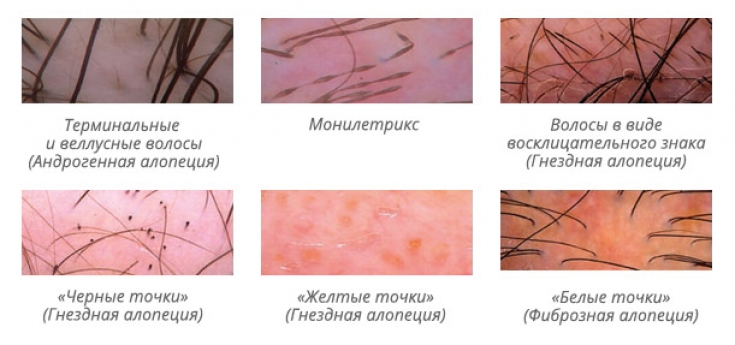 Терминальные
и веллусные волосы
(Андрогенная алопеция)
Монилетрикс
Волосы в виде
восклицательного знака
(Гнездная алопеция)
«Черные точки»
(Гнездная алопеция)
«Желтые точки»
(Гнездная алопеция)
«Белые точки»
(Фиброзная алопеция)